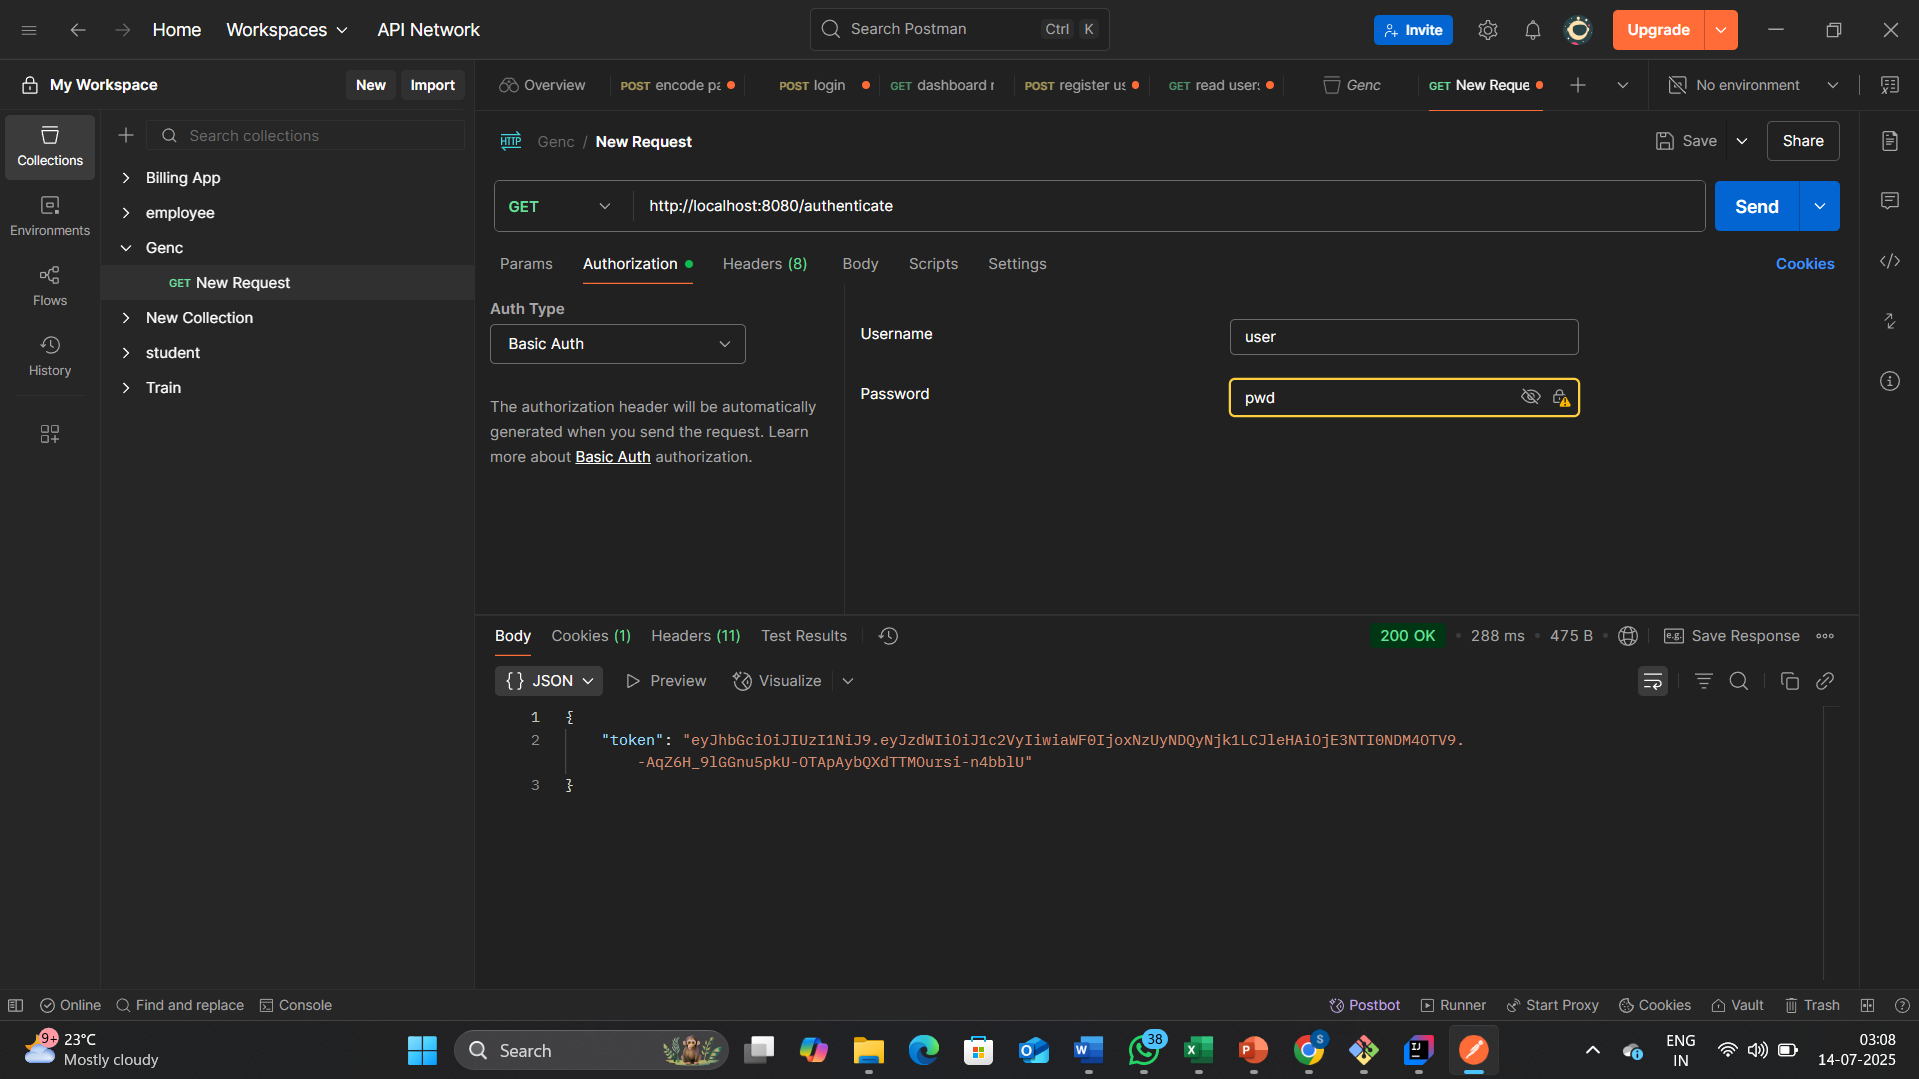 Home
Workspaces
API Network
Search Postman
Ctrl
K
Invite
Upgrade
My Workspace
New
Import
Overview
POST encode pa
POST login
GET dashboard r
POST register us
GET read users
Genc
GET New Reque
No environment
Collections
Environments
Flows
History
Search collections
Billing App
employee
Genc
GET New Request
New Collection
student
Train
HTTP
Genc / New Request
Save
Share
GET
http://localhost:8080/authenticate
Send
Params
Authorization
Headers (8)
Body
Scripts
Settings
Cookies
Auth Type
Basic Auth
The authorization header will be automatically
generated when you send the request. Learn
more about Basic Auth authorization.
Username
user
Password
pwd
Body
Cookies (1)
Headers (11)
Test Results
200 OK
288 ms
475 B
e.g.
Save Response
{} JSON
Preview
Visualize
1 {
2 "token": "eyJhbGciOiJIUzI1NiJ9.eyJzdWIiOiJ1c2VyIiwiaWF0IjoxNzUyNDQyNjk1LCJleHAiOjE3NTI0NDM4OTV9.
-AqZ6H_9lGGnu5pkU-OTApAybQXdTTMOursi-n4bblU"
3 }
Online
Find and replace
Console
Postbot
Runner
Start Proxy
Cookies
Vault
Trash
9+
23°C
Mostly cloudy
Search
38
S
ENG
IN
03:08
14-07-2025